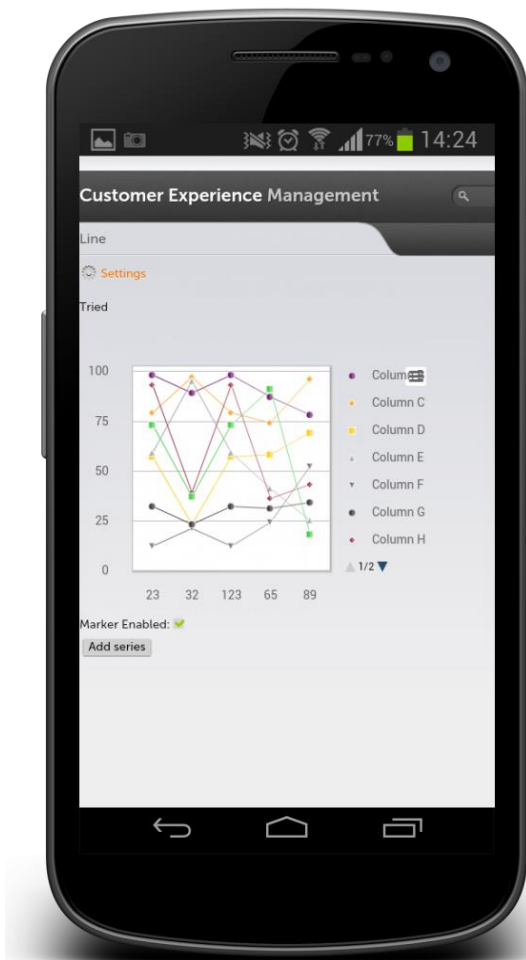 77% 14:24
Customer Experience Management
Line
Settings
Tried
100
75
50
25
0
23 32 123 65 89
Column
Column C
Column D
Column E
Column F
Column G
Column H
1/2
Marker Enabled:
Add series